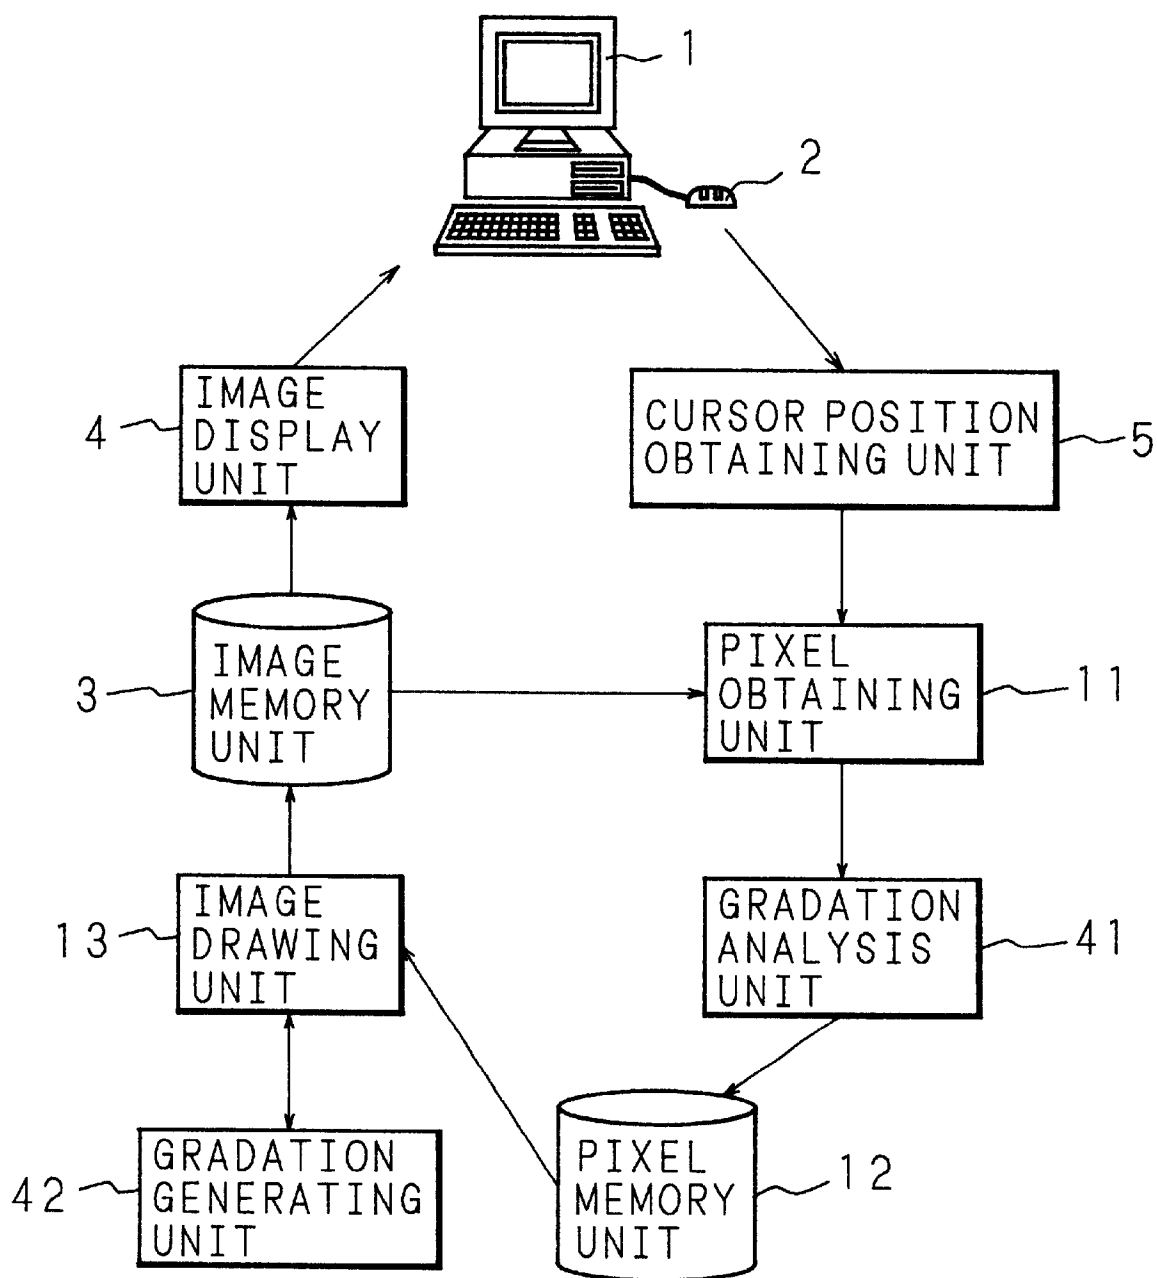 1
2
IMAGE
DISPLAY
UNIT
4
CURSOR POSITION
OBTAINING UNIT
5
IMAGE
MEMORY
UNIT
3
PIXEL
OBTAINING
UNIT
11
IMAGE
DRAWING
UNIT
13
GRADATION
ANALYSIS
UNIT
41
GRADATION
GENERATING
UNIT
42
PIXEL
MEMORY
UNIT
12